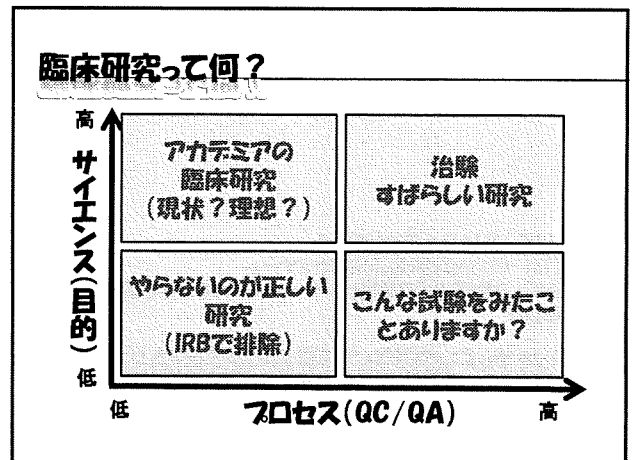 臨床研究って何？
高
サイエンス(目的)
低
アカデミアの
臨床研究
(現状？理想？)
治験
すばらしい研究
やらないのが正しい
研究
(IRBで排除)
こんな試験をみたこ
とありますか？
低
プロセス(QC/QA)
高